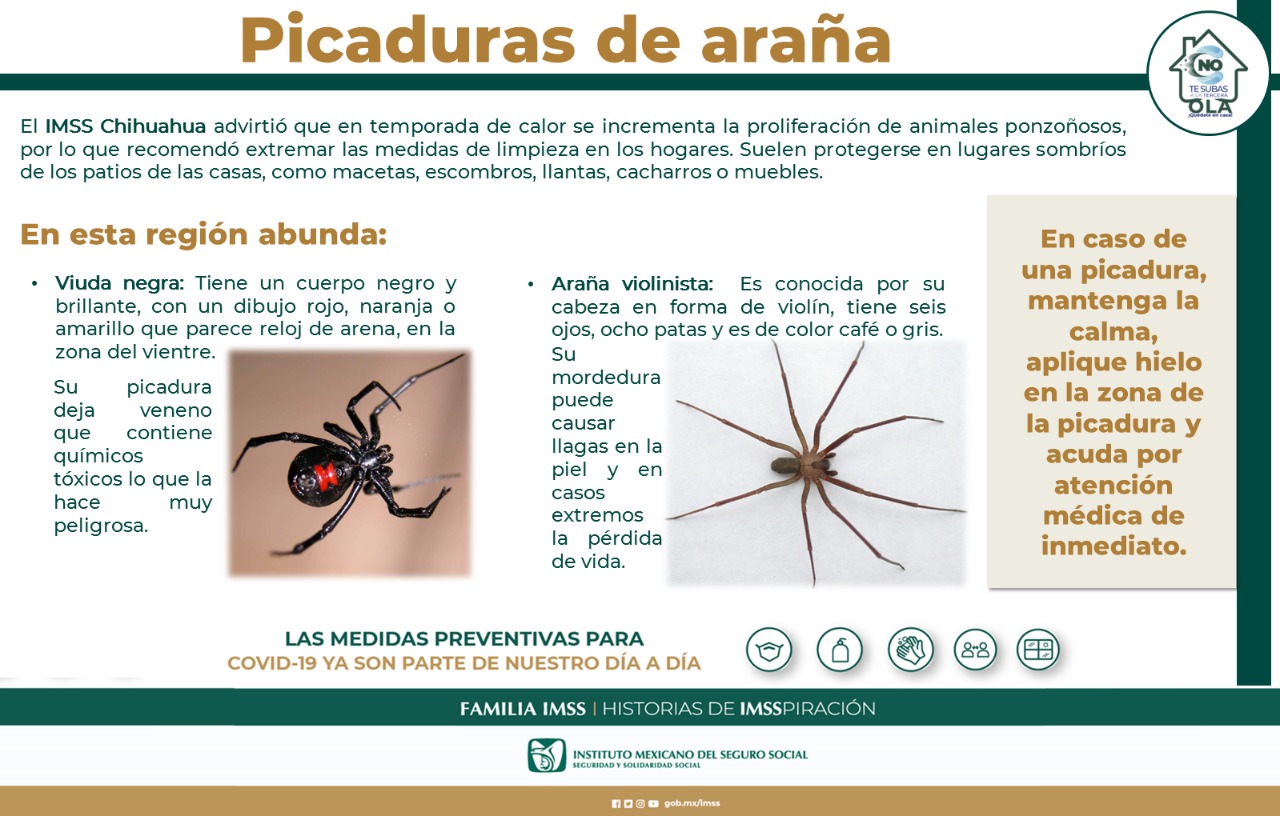 Picaduras de araña
NO
TE SUBAS
A LA TERCERA
OLA
¡Quédate en casa!
El IMSS Chihuahua advirtió que en temporada de calor se incrementa la proliferación de animales ponzoñosos,
por lo que recomendó extremar las medidas de limpieza en los hogares. Suelen protegerse en lugares sombríos
de los patios de las casas, como macetas, escombros, llantas, cacharros o muebles.
En esta región abunda:
• Viuda negra: Tiene un cuerpo negro y
brillante, con un dibujo rojo, naranja o
amarillo que parece reloj de arena, en la
zona del vientre.
Su picadura
deja veneno
que contiene
químicos
tóxicos lo que la
hace muy
peligrosa.
• Araña violinista: Es conocida por su
cabeza en forma de violín, tiene seis
ojos, ocho patas y es de color café o gris.
Su
mordedura
puede
causar
llagas en la
piel y en
casos
extremos
la pérdida
de vida.
En caso de
una picadura,
mantenga la
calma,
aplique hielo
en la zona de
la picadura y
acuda por
atención
médica de
inmediato.
LAS MEDIDAS PREVENTIVAS PARA
COVID-19 YA SON PARTE DE NUESTRO DÍA A DÍA
FAMILIA IMSS | HISTORIAS DE IMSSPIRACIÓN
INSTITUTO MEXICANO DEL SEGURO SOCIAL
SEGURIDAD Y SOLIDARIDAD SOCIAL
gob.mx/imss